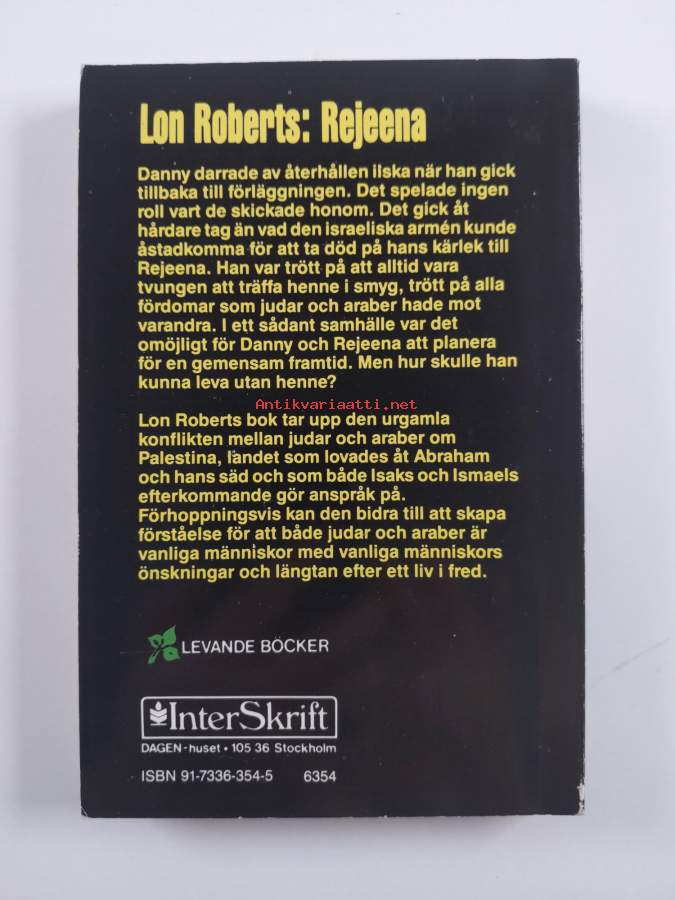 Lon Roberts: Rejeena
Danny darrade av återhållen ilska när han gick
tillbaka till förläggningen. Det spelade ingen
roll vart de skickade honom. Det gick åt
hårdare tag än vad den israeliska armén kunde
åstadkomma för att ta död på hans kärlek till
Rejeena. Han var trött på att alltid vara
tvungen att träffa henne i smyg, trött på alla
fördomar som judar och araber hade mot
varandra. I ett sådant samhälle var det
omöjligt för Danny och Rejeena att planera
för en gemensam framtid. Men hur skulle han
kunna leva utan henne?
Antikvariaatti.net
Lon Roberts bok tar upp den urgamla
konflikten mellan judar och araber om
Palestina, landet som lovades åt Abraham
och hans säd och som både Isaks och Ismaels
efterkommande gör anspråk på.
Förhoppningsvis kan den bidra till att skapa
förståelse för att både judar och araber är
vanliga människor med vanliga människors
önskningar och längtan efter ett liv i fred.
LEVANDE BÖCKER
InterSkrift
DAGEN-huset • 105 36 Stockholm
ISBN 91-7336-354-5 6354